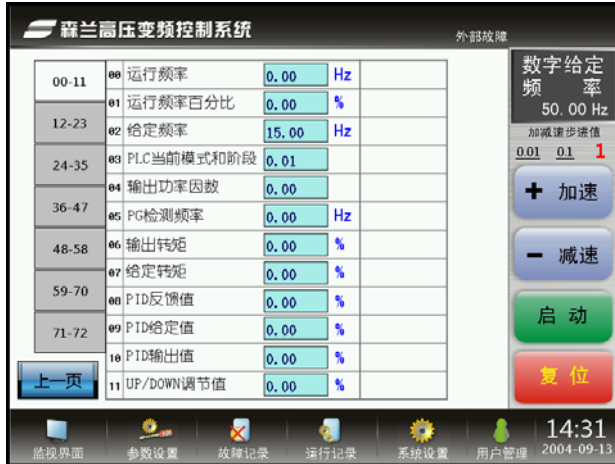 森兰高压变频控制系统
外部故障
00-11
12-23
24-35
36-47
48-58
59-70
71-72
上一页
00 运行频率 0.00 Hz
01 运行频率百分比 0.00 %
02 给定频率 15.00 Hz
03 PLC当前模式和阶段 0.01
04 输出功率因数 0.00
05 PG检测频率 0.00 Hz
06 输出转矩 0.00 %
07 给定转矩 0.00 %
08 PID反馈值 0.00 %
09 PID给定值 0.00 %
10 PID输出值 0.00 %
11 UP/DOWN调节值 0.00 %
数字给定
频 率
50.00 Hz
加减速步进值
0.01 0.1 1
+ 加速
- 减速
启 动
复 位
监视界面
参数设置
故障记录
运行记录
系统设置
用户管理
14:31
2004-09-13